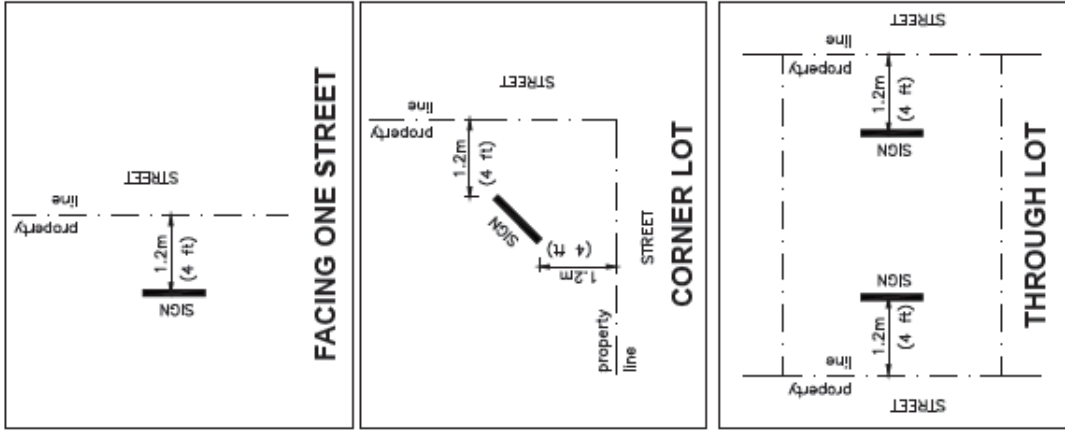 STREET
property line
1.2m
(4 ft)
SIGN
FACING ONE STREET
STREET
property line
1.2m
(4 ft)
SIGN
1.2m
(4 ft)
STREET
property
line
CORNER LOT
STREET
property line
1.2m
(4 ft)
SIGN
SIGN
1.2m
(4 ft)
property line
STREET
THROUGH LOT